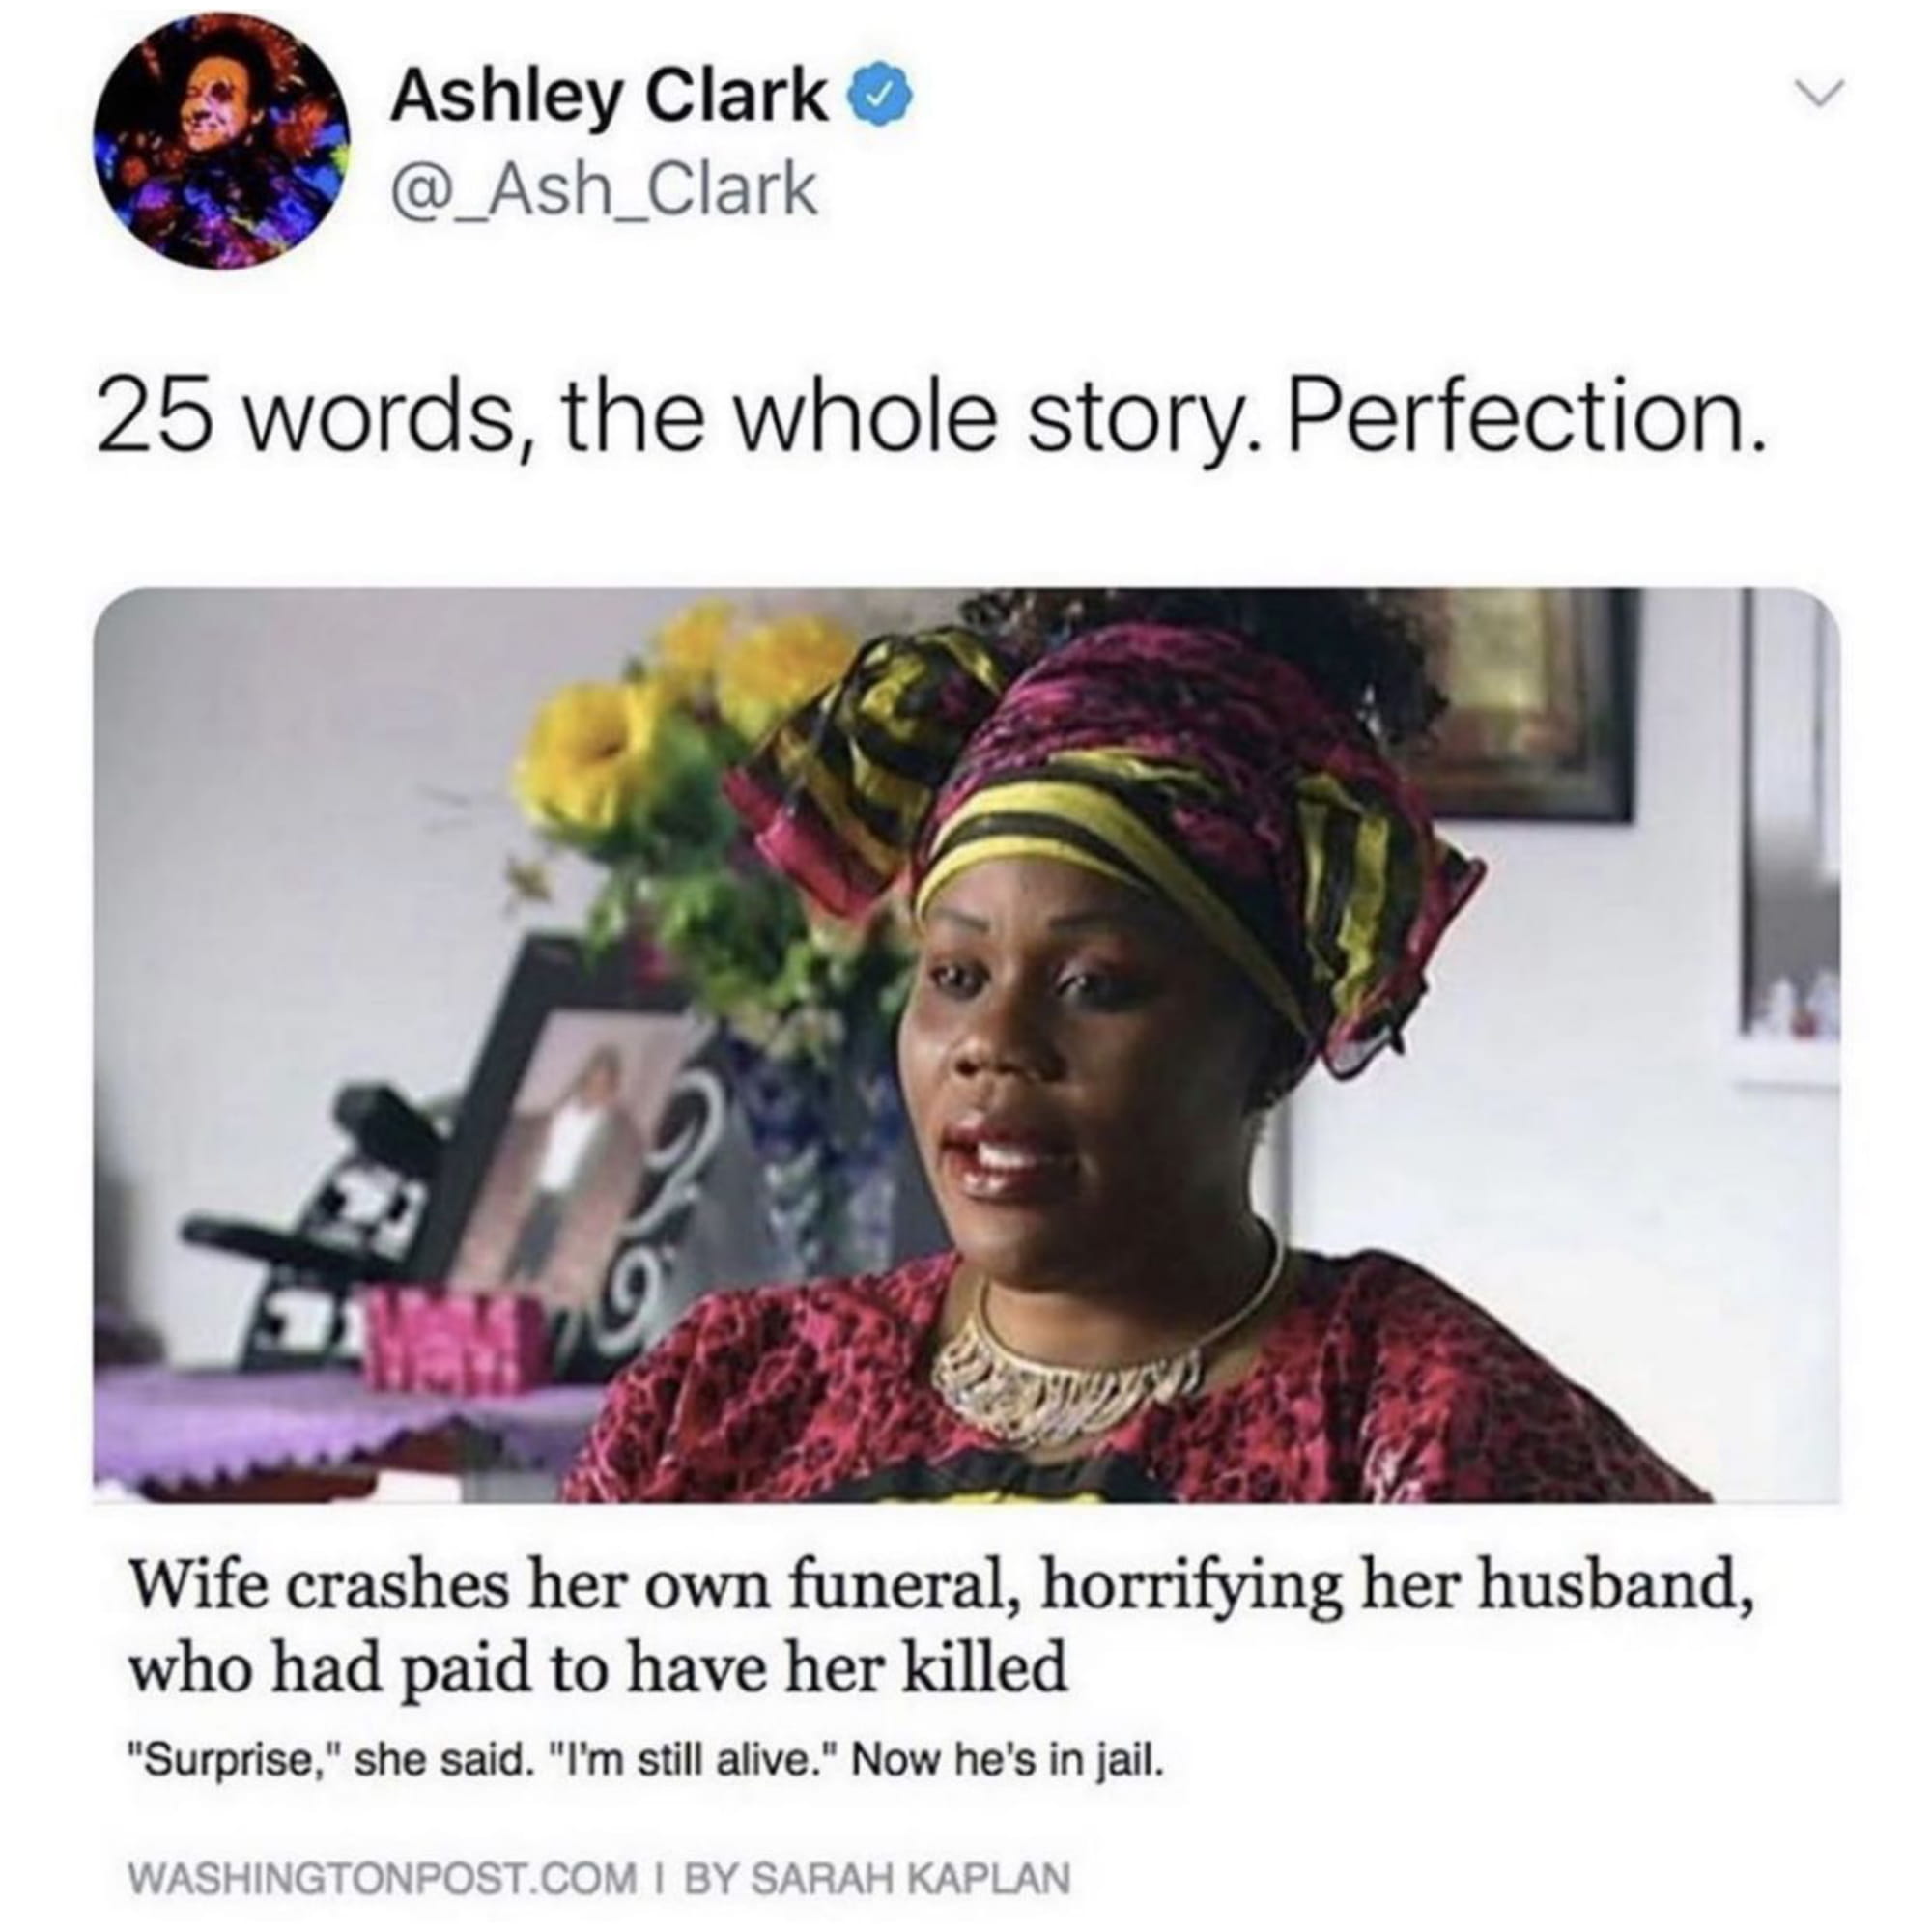 Ashley Clark
@_Ash_Clark
25 words, the whole story. Perfection.
Wife crashes her own funeral, horrifying her husband,
who had paid to have her killed
"Surprise," she said. "I'm still alive." Now he's in jail.
WASHINGTONPOST.COM | BY SARAH KAPLAN